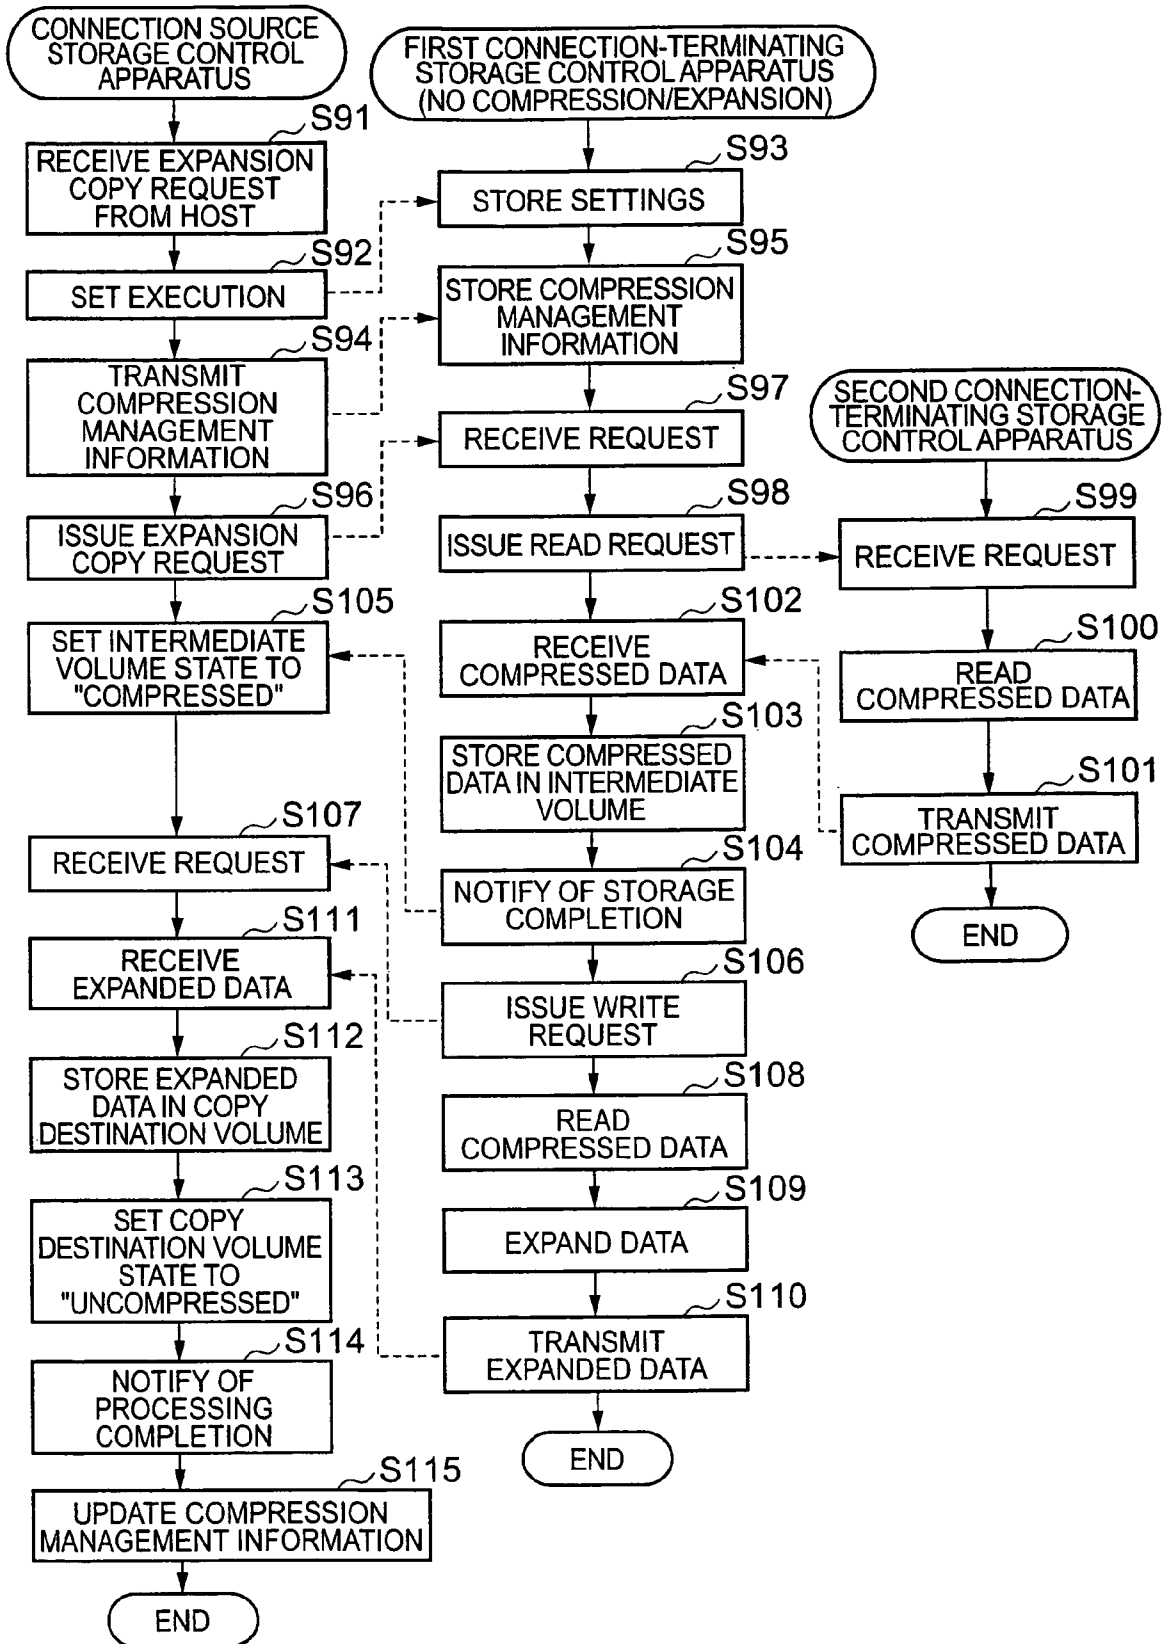 CONNECTION SOURCE
STORAGE CONTROL
APPARATUS
S91
RECEIVE EXPANSION
COPY REQUEST
FROM HOST
S92
SET EXECUTION
S94
TRANSMIT
COMPRESSION
MANAGEMENT
INFORMATION
S96
ISSUE EXPANSION
COPY REQUEST
S105
SET INTERMEDIATE
VOLUME STATE TO
"COMPRESSED"
S107
RECEIVE REQUEST
S111
RECEIVE
EXPANDED DATA
S112
STORE EXPANDED
DATA IN COPY
DESTINATION VOLUME
S113
SET COPY
DESTINATION VOLUME
STATE TO
"UNCOMPRESSED"
S114
NOTIFY OF
PROCESSING
COMPLETION
S115
UPDATE COMPRESSION
MANAGEMENT INFORMATION
END
FIRST CONNECTION-TERMINATING
STORAGE CONTROL APPARATUS
(NO COMPRESSION/EXPANSION)
S93
STORE SETTINGS
S95
STORE COMPRESSION
MANAGEMENT
INFORMATION
S97
RECEIVE REQUEST
S98
ISSUE READ REQUEST
S102
RECEIVE
COMPRESSED DATA
S103
STORE COMPRESSED
DATA IN INTERMEDIATE
VOLUME
S104
NOTIFY OF STORAGE
COMPLETION
S106
ISSUE WRITE
REQUEST
S108
READ
COMPRESSED DATA
S109
EXPAND DATA
S110
TRANSMIT
EXPANDED DATA
END
SECOND CONNECTION-
TERMINATING STORAGE
CONTROL APPARATUS
S99
RECEIVE REQUEST
S100
READ
COMPRESSED DATA
S101
TRANSMIT
COMPRESSED DATA
END